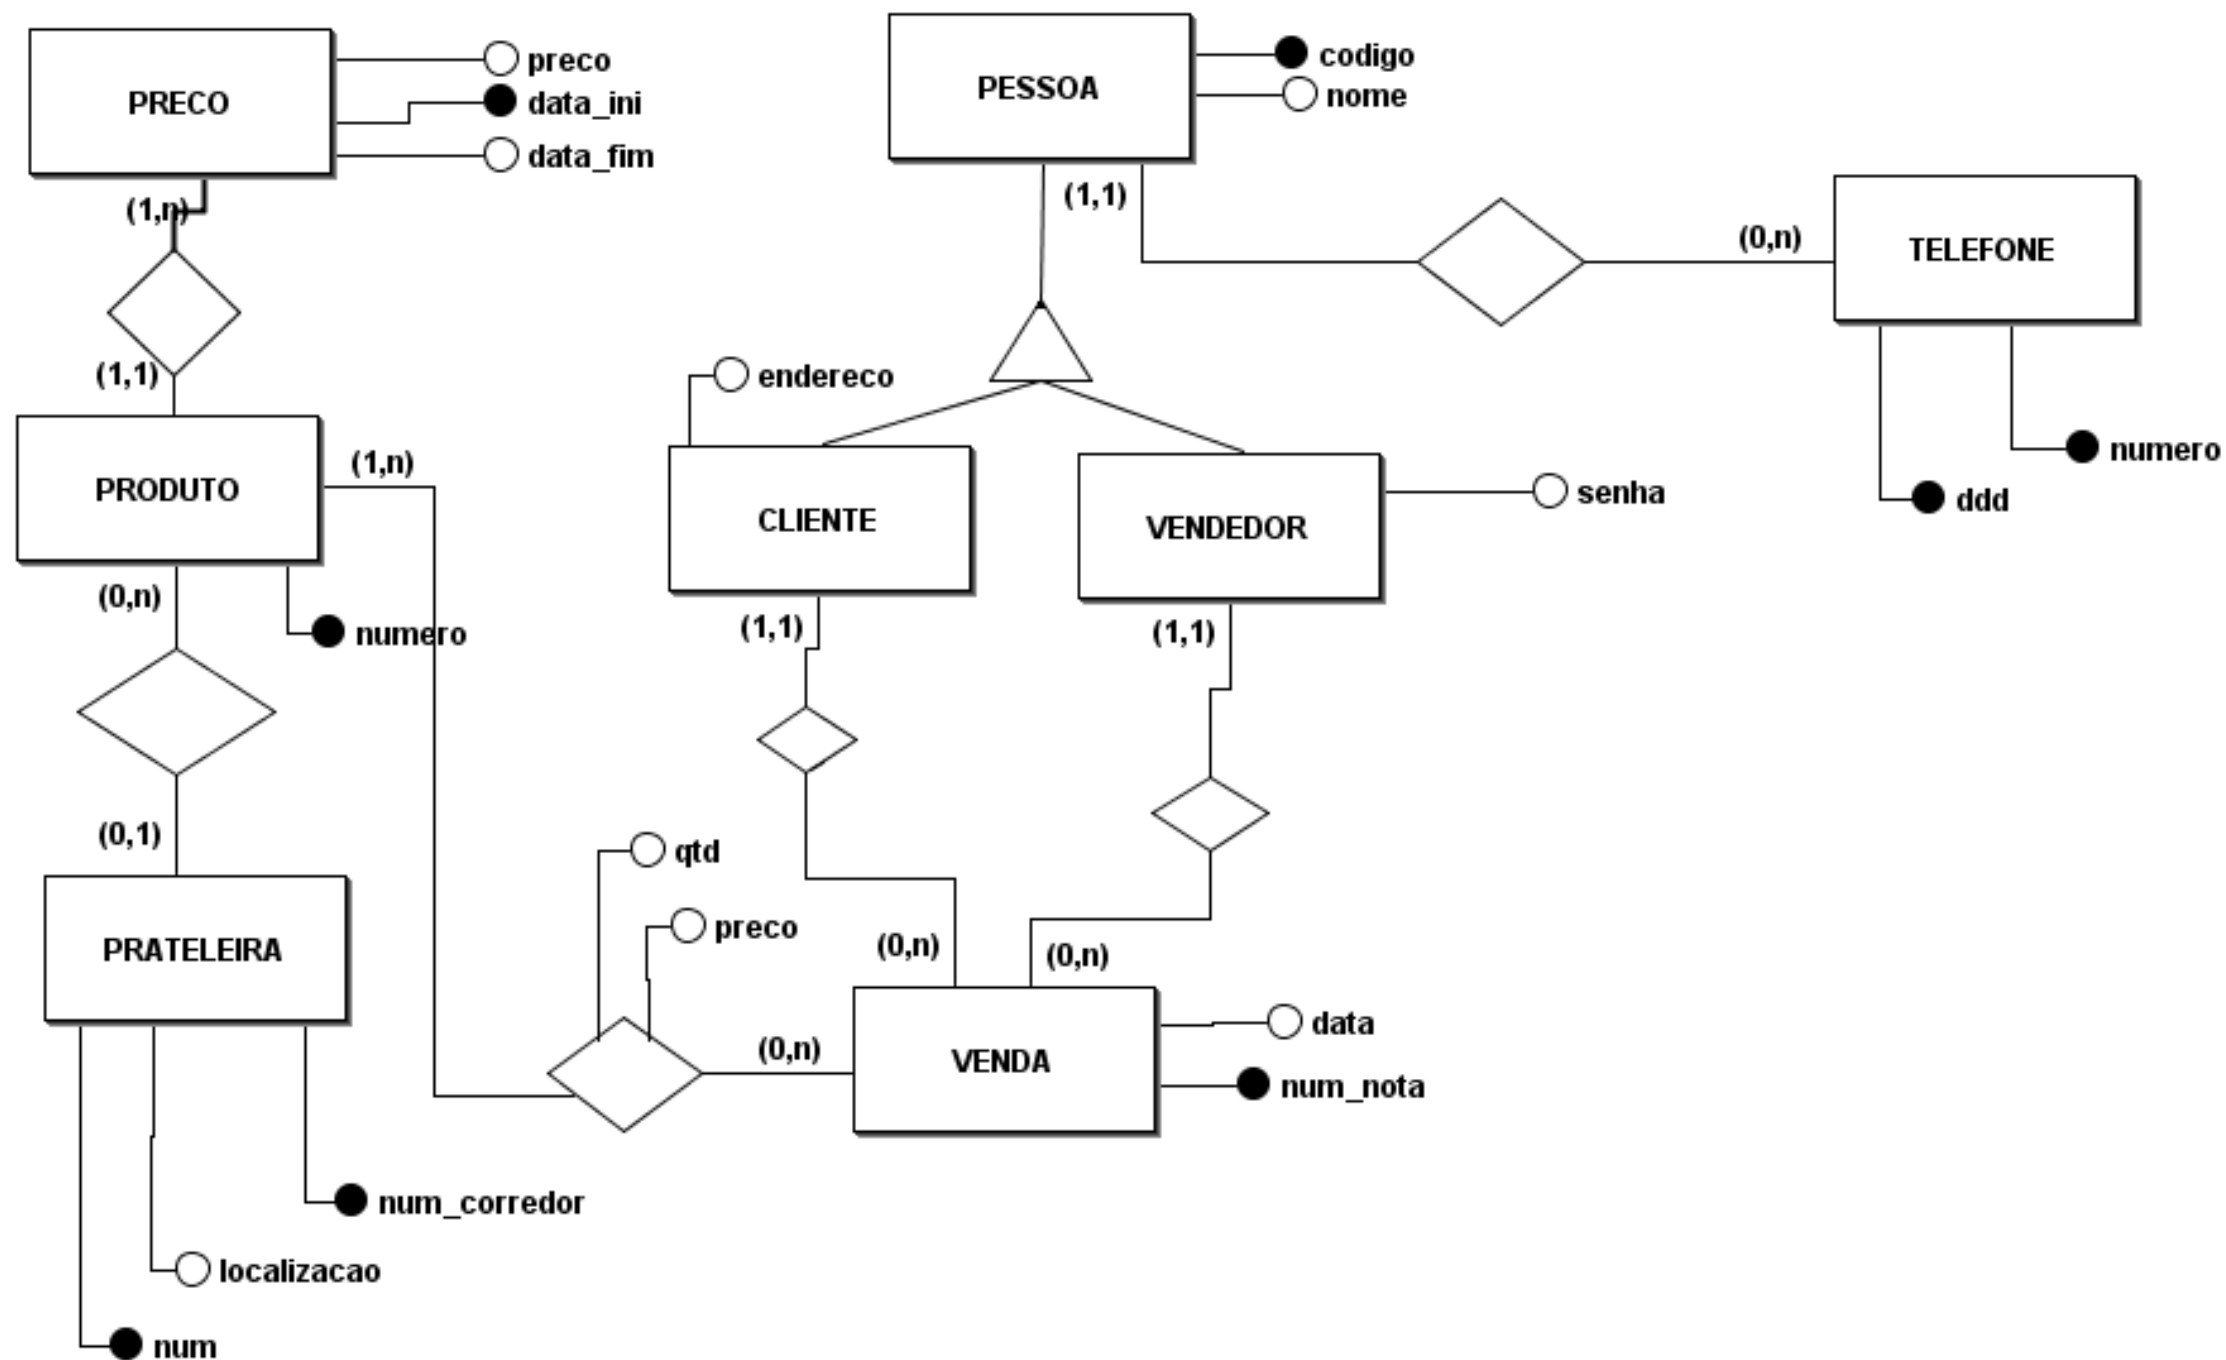 PRECO
preco
data_ini
data_fim
(1,n)
(1,1)
PESSOA
codigo
nome
(1,1)
(0,n)
TELEFONE
numero
ddd
endereco
PRODUTO
(1,n)
(0,n)
numero
CLIENTE
(1,1)
VENDEDOR
senha
(1,1)
(0,1)
PRATELEIRA
qtd
preco
(0,n)
(0,n)
(0,n)
VENDA
data
num_nota
num_corredor
localizacao
num